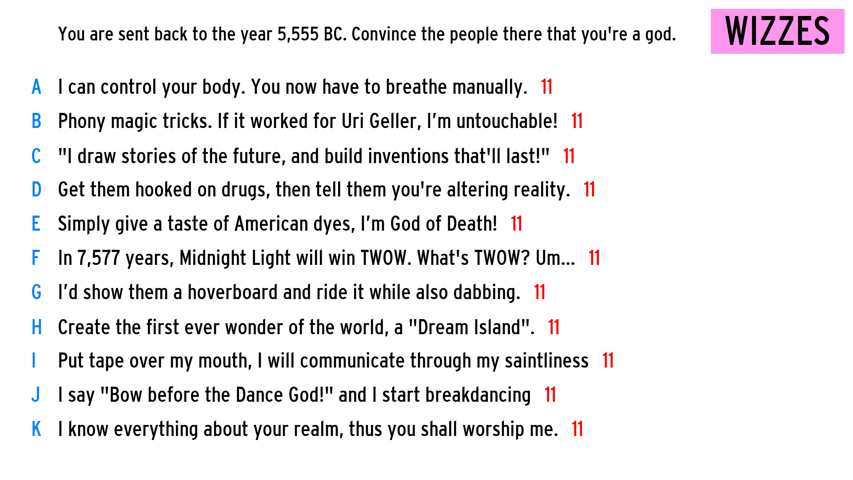 You are sent back to the year 5,555 BC. Convince the people there that you're a god.
WIZZES
A I can control your body. You now have to breathe manually. 11
B Phony magic tricks. If it worked for Uri Geller, I’m untouchable! 11
C "I draw stories of the future, and build inventions that'll last!" 11
D Get them hooked on drugs, then tell them you're altering reality. 11
E Simply give a taste of American dyes, I’m God of Death! 11
F In 7,577 years, Midnight Light will win TWOW. What's TWOW? Um... 11
G I’d show them a hoverboard and ride it while also dabbing. 11
H Create the first ever wonder of the world, a "Dream Island". 11
I Put tape over my mouth, I will communicate through my saintliness 11
J I say "Bow before the Dance God!" and I start breakdancing 11
K I know everything about your realm, thus you shall worship me. 11